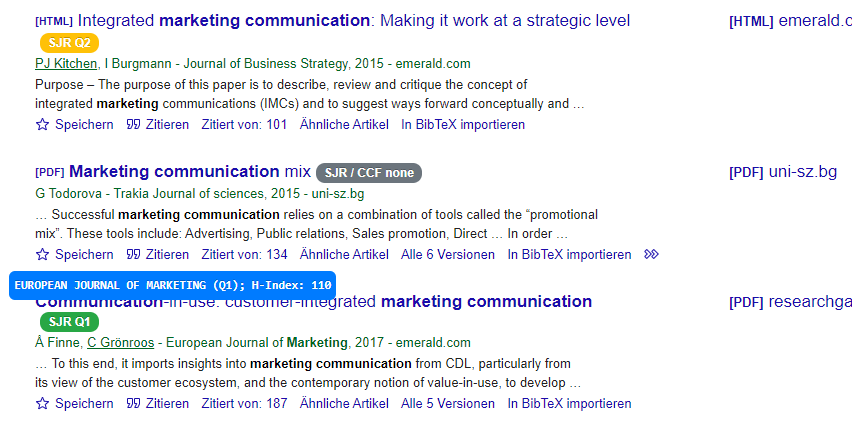 [HTML] Integrated marketing communication: Making it work at a strategic level
[HTML] emerald.c
SJR Q2
PJ Kitchen, I Burgmann - Journal of Business Strategy, 2015 - emerald.com
Purpose – The purpose of this paper is to describe, review and critique the concept of
integrated marketing communications (IMCs) and to suggest ways forward conceptually and …
Speichern Zitieren Zitiert von: 101 Ähnliche Artikel In BibTeX importieren
[PDF] Marketing communication mix SJR / CCF none
[PDF] uni-sz.bg
G Todorova - Trakia Journal of sciences, 2015 - uni-sz.bg
… Successful marketing communication relies on a combination of tools called the “promotional
mix”. These tools include: Advertising, Public relations, Sales promotion, Direct … In order …
Speichern Zitieren Zitiert von: 134 Ähnliche Artikel Alle 6 Versionen In BibTeX importieren
EUROPEAN JOURNAL OF MARKETING (Q1); H-Index: 110
Communication-in-use: customer-integrated marketing communication
[PDF] researchga
SJR Q1
Å Finne, C Grönroos - European Journal of Marketing, 2017 - emerald.com
… To this end, it imports insights into marketing communication from CDL, particularly from
its view of the customer ecosystem, and the contemporary notion of value-in-use, to develop …
Speichern Zitieren Zitiert von: 187 Ähnliche Artikel Alle 5 Versionen In BibTeX importieren